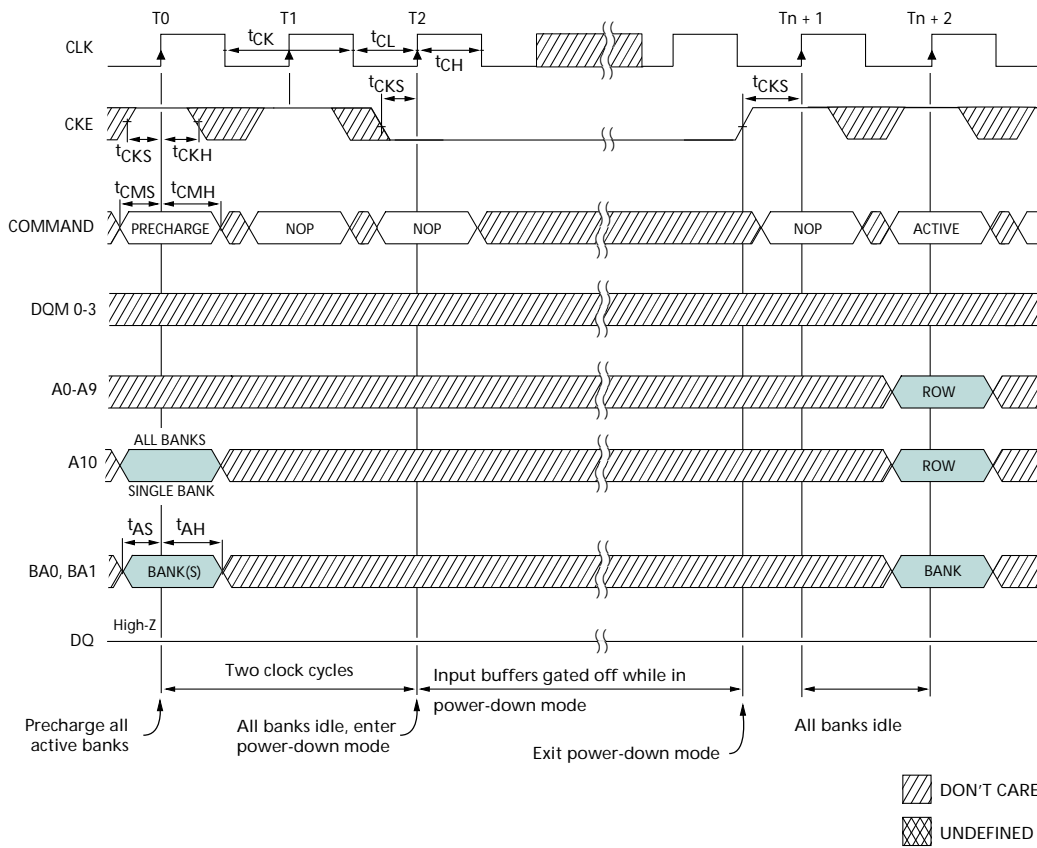 T0 T1 T2 Tn + 1 Tn + 2
CLK
tCK tCL tCH
tCKS tCKS
CKE
tCKS tCKH
tCMS tCMH
COMMAND PRECHARGE NOP NOP NOP ACTIVE
DQM 0-3
A0-A9 ROW
ALL BANKS
A10 ROW
SINGLE BANK
tAS tAH
BA0, BA1 BANK(S) BANK
High-Z
DQ
Two clock cycles
Input buffers gated off while in
power-down mode
Precharge all
active banks
All banks idle, enter
power-down mode
Exit power-down mode
All banks idle
DON'T CARE
UNDEFINED